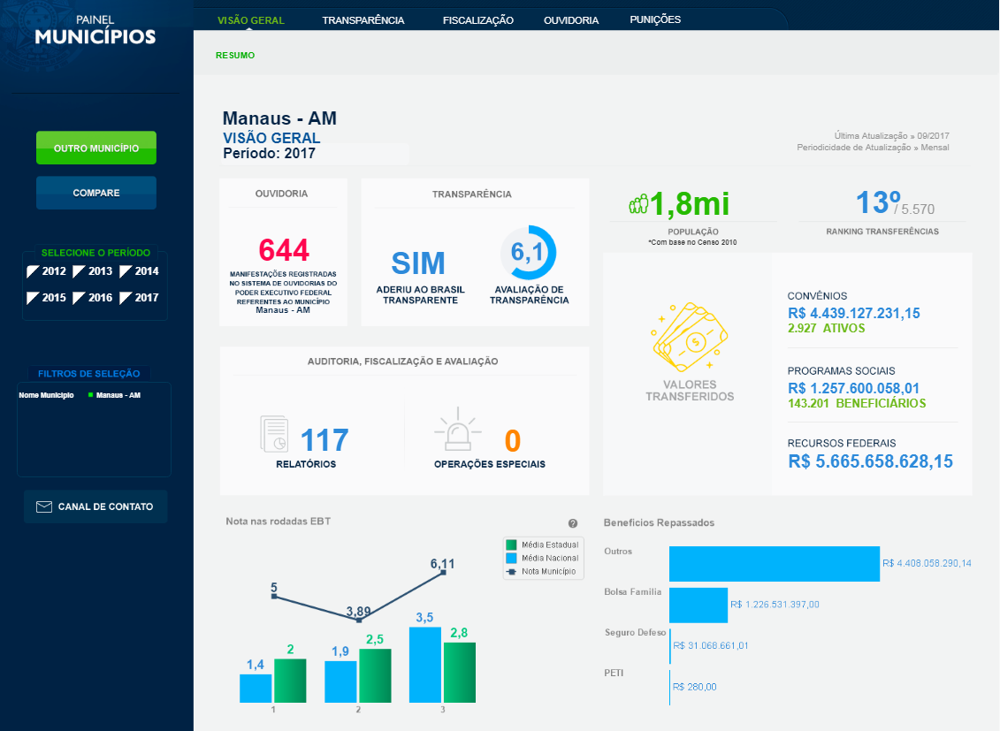 PAINEL
MUNICÍPIOS
VISÃO GERAL
TRANSPARÊNCIA
FISCALIZAÇÃO
OUVIDORIA
PUNIÇÕES
RESUMO
OUTRO MUNICÍPIO
COMPARE
SELECIONE O PERÍODO
2012 2013 2014
2015 2016 2017
FILTROS DE SELEÇÃO
Nome Municipio Manaus - AM
CANAL DE CONTATO
Manaus - AM
VISÃO GERAL
Período: 2017
Última Atualização » 09/2017
Periodicidade de Atualização » Mensal
OUVIDORIA
644
MANIFESTAÇÕES REGISTRADAS
NO SISTEMA DE OUVIDORIAS DO
PODER EXECUTIVO FEDERAL
REFERENTES AO MUNICÍPIO
Manaus - AM
TRANSPARÊNCIA
SIM
ADERIU AO BRASIL
TRANSPARENTE
6,1
AVALIAÇÃO DE
TRANSPARÊNCIA
1,8mi
POPULAÇÃO
*Com base no Censo 2010
13º / 5.570
RANKING TRANSFERÊNCIAS
AUDITORIA, FISCALIZAÇÃO E AVALIAÇÃO
117
RELATÓRIOS
0
OPERAÇÕES ESPECIAIS
$
VALORES
TRANSFERIDOS
CONVÊNIOS
R$ 4.439.127.231,15
2.927 ATIVOS
PROGRAMAS SOCIAIS
R$ 1.257.600.058,01
143.201 BENEFICIÁRIOS
RECURSOS FEDERAIS
R$ 5.665.658.628,15
Nota nas rodadas EBT
?
Média Estadual
Média Nacional
Nota Município
5
3,89
6,11
1,4
2
1,9
2,5
3,5
2,8
1
2
3
Beneficios Repassados
Outros
R$ 4.408.058.290,14
Bolsa Família
R$ 1.226.531.397,00
Seguro Defeso
R$ 31.068.661,01
PETI
R$ 280,00